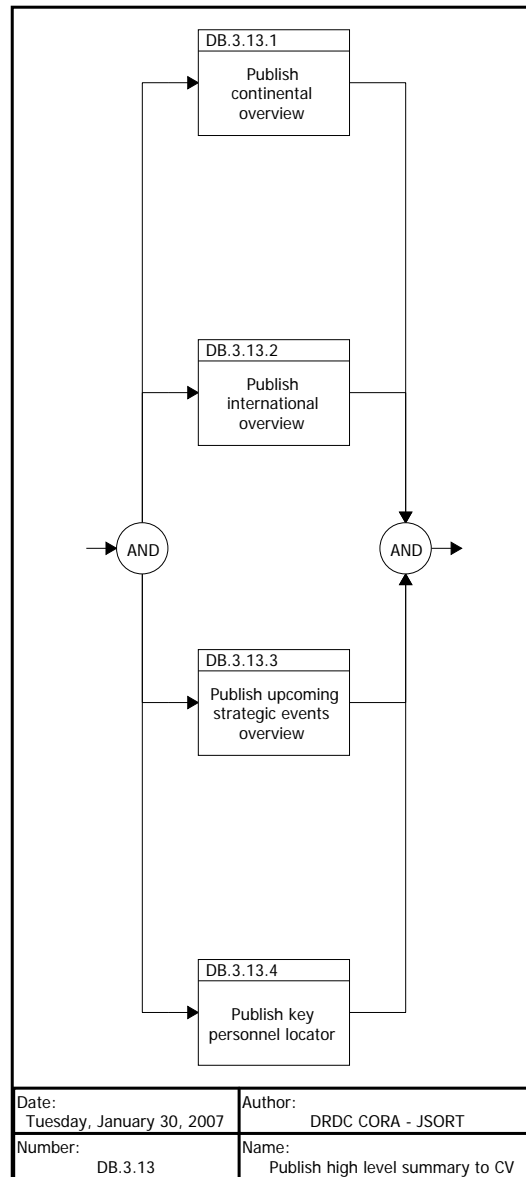 DB.3.13.1
Publish
continental
overview
DB.3.13.2
Publish
international
overview
AND
AND
DB.3.13.3
Publish upcoming
strategic events
overview
DB.3.13.4
Publish key
personnel locator
Date:
Tuesday, January 30, 2007
Author:
DRDC CORA - JSORT
Number:
DB.3.13
Name:
Publish high level summary to CV